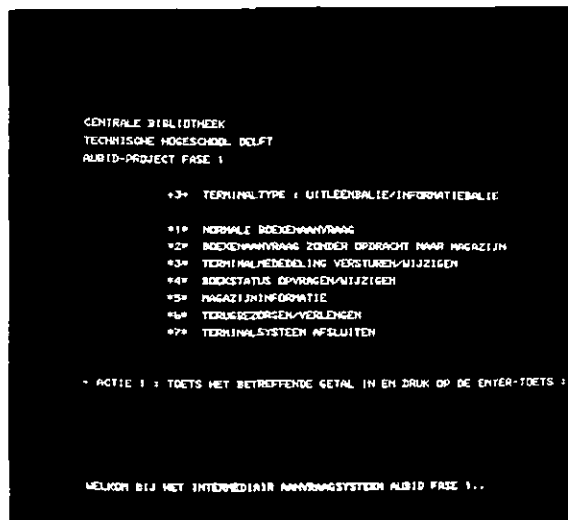 CENTRALE BIBLIOTHEEK
TECHNISCHE HOGESCHOOL DELFT
AUBID-PROJECT FASE 1
+3+ TERMINALTYPE : UITLEENBALIE/INFORMATIEBALIE
*1* NORMALE BOEKENAANVRAAG
*2* BOEKENAANVRAAG ZONDER OPDRACHT NAAR MAGAZIJN
*3* TERMINALMEDEDELING VERSTUREN/WIJZIGEN
*4* BOEKSTATUS OPVRAGEN/WIJZIGEN
*5* MAGAZIJNINFORMATIE
*6* TERUGBEZORGEN/VERLENGEN
*7* TERMINALSYSTEEM AFSLUITEN
- ACTIE 1 : TOETS HET BETREFFENDE GETAL IN EN DRUK OP DE ENTER-TOETS :
WELKOM BIJ HET INTERMEDIAIR AANVRAAGSYSTEEM AUBID FASE 1..